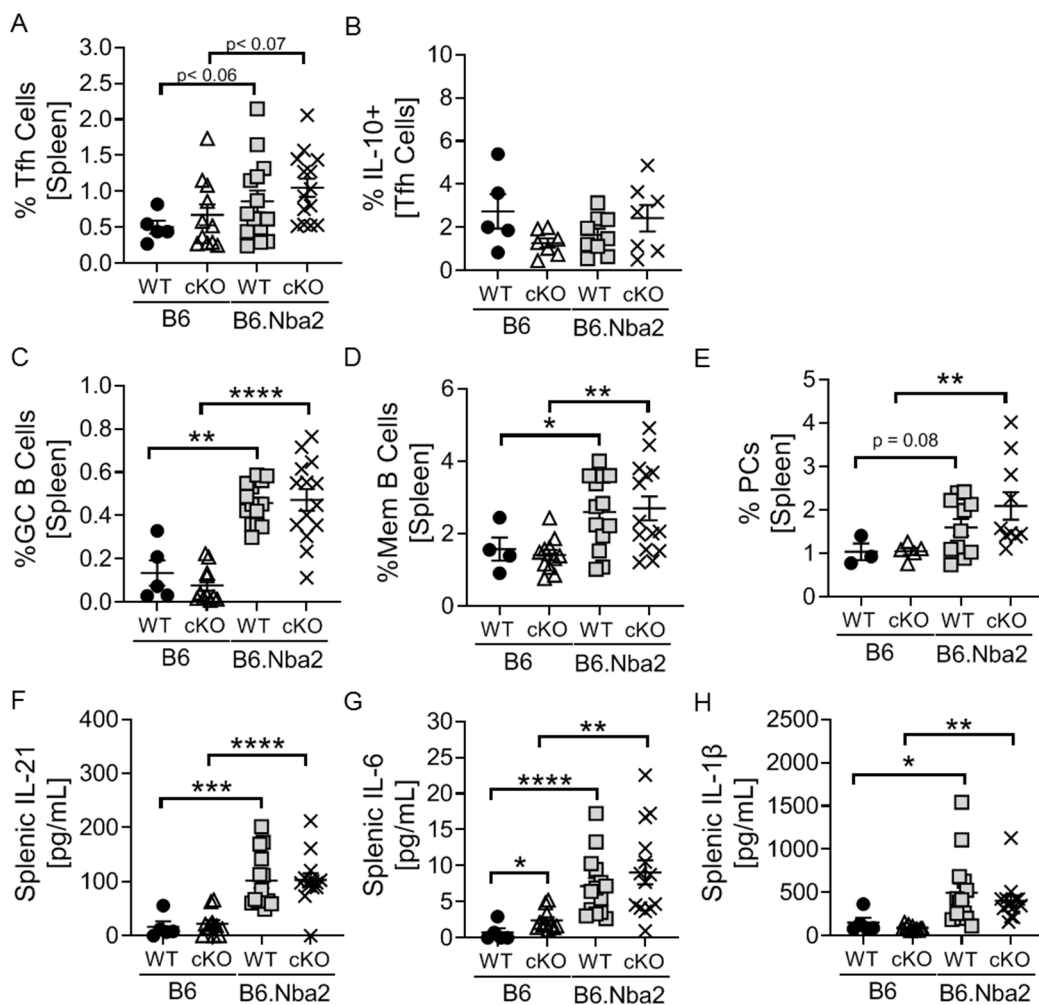 A
% Tfh Cells
[Spleen]
3.0
2.5
2.0
1.5
1.0
0.5
0.0
p< 0.07
p< 0.06
WT cKO WT cKO
B6 B6.Nba2
B
% IL-10+
[Tfh Cells]
10
8
6
4
2
0
WT cKO WT cKO
B6 B6.Nba2
C
%GC B Cells
[Spleen]
1.0
0.8
0.6
0.4
0.2
0.0
****
**
WT cKO WT cKO
B6 B6.Nba2
D
%Mem B Cells
[Spleen]
6
4
2
0
**
*
WT cKO WT cKO
B6 B6.Nba2
E
% PCs
[Spleen]
5
4
3
2
1
0
**
p = 0.08
WT cKO WT cKO
B6 B6.Nba2
F
Splenic IL-21
[pg/mL]
400
300
200
100
0
****
***
WT cKO WT cKO
B6 B6.Nba2
G
Splenic IL-6
[pg/mL]
30
25
20
15
10
5
0
**
****
*
WT cKO WT cKO
B6 B6.Nba2
H
Splenic IL-1β
[pg/mL]
2500
2000
1500
1000
500
0
**
*
WT cKO WT cKO
B6 B6.Nba2